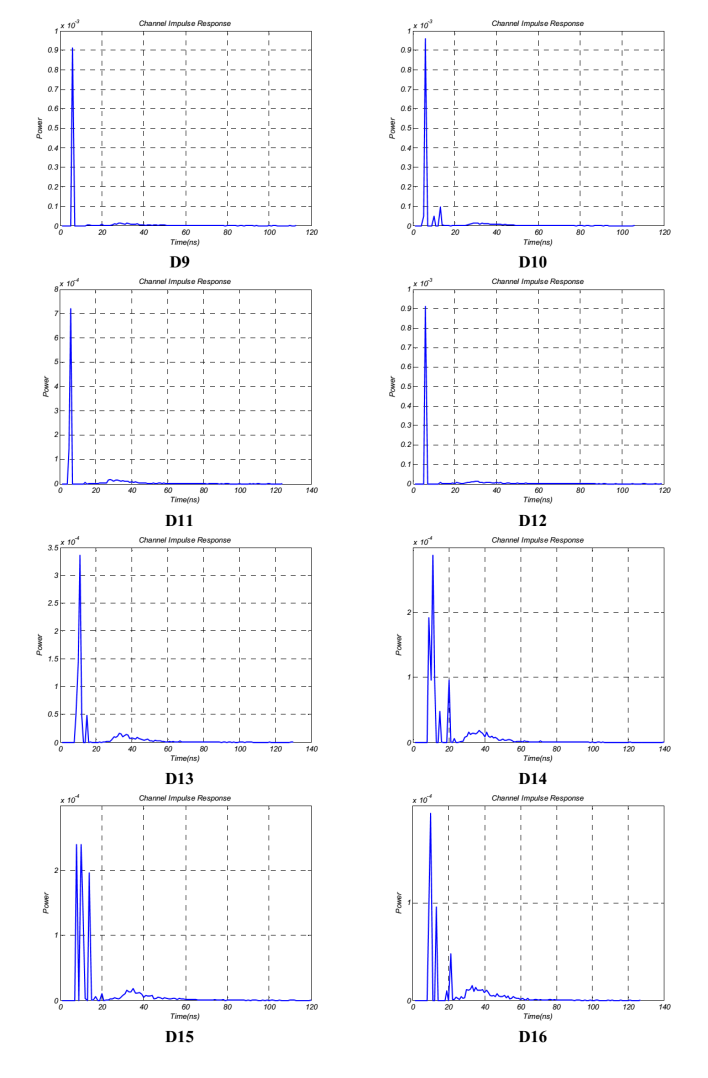 Channel Impulse Response
x 10^-3
1
0.9
0.8
0.7
0.6
0.5
0.4
0.3
0.2
0.1
0
Power
0 20 40 60 80 100 120
Time(ns)
D9
Channel Impulse Response
x 10^-3
1
0.9
0.8
0.7
0.6
0.5
0.4
0.3
0.2
0.1
0
Power
0 20 40 60 80 100 120
Time(ns)
D10
Channel Impulse Response
x 10^-4
8
7
6
5
4
3
2
1
0
Power
0 20 40 60 80 100 120 140
Time(ns)
D11
Channel Impulse Response
x 10^-3
1
0.9
0.8
0.7
0.6
0.5
0.4
0.3
0.2
0.1
0
Power
0 20 40 60 80 100 120
Time(ns)
D12
Channel Impulse Response
x 10^-4
3.5
3
2.5
2
1.5
1
0.5
0
Power
0 20 40 60 80 100 120 140
Time(ns)
D13
Channel Impulse Response
x 10^-4
2
1
0
Power
0 20 40 60 80 100 120 140
Time(ns)
D14
Channel Impulse Response
x 10^-4
2
1
0
Power
0 20 40 60 80 100 120
Time(ns)
D15
Channel Impulse Response
x 10^-4
1
0
Power
0 20 40 60 80 100 120 140
Time(ns)
D16